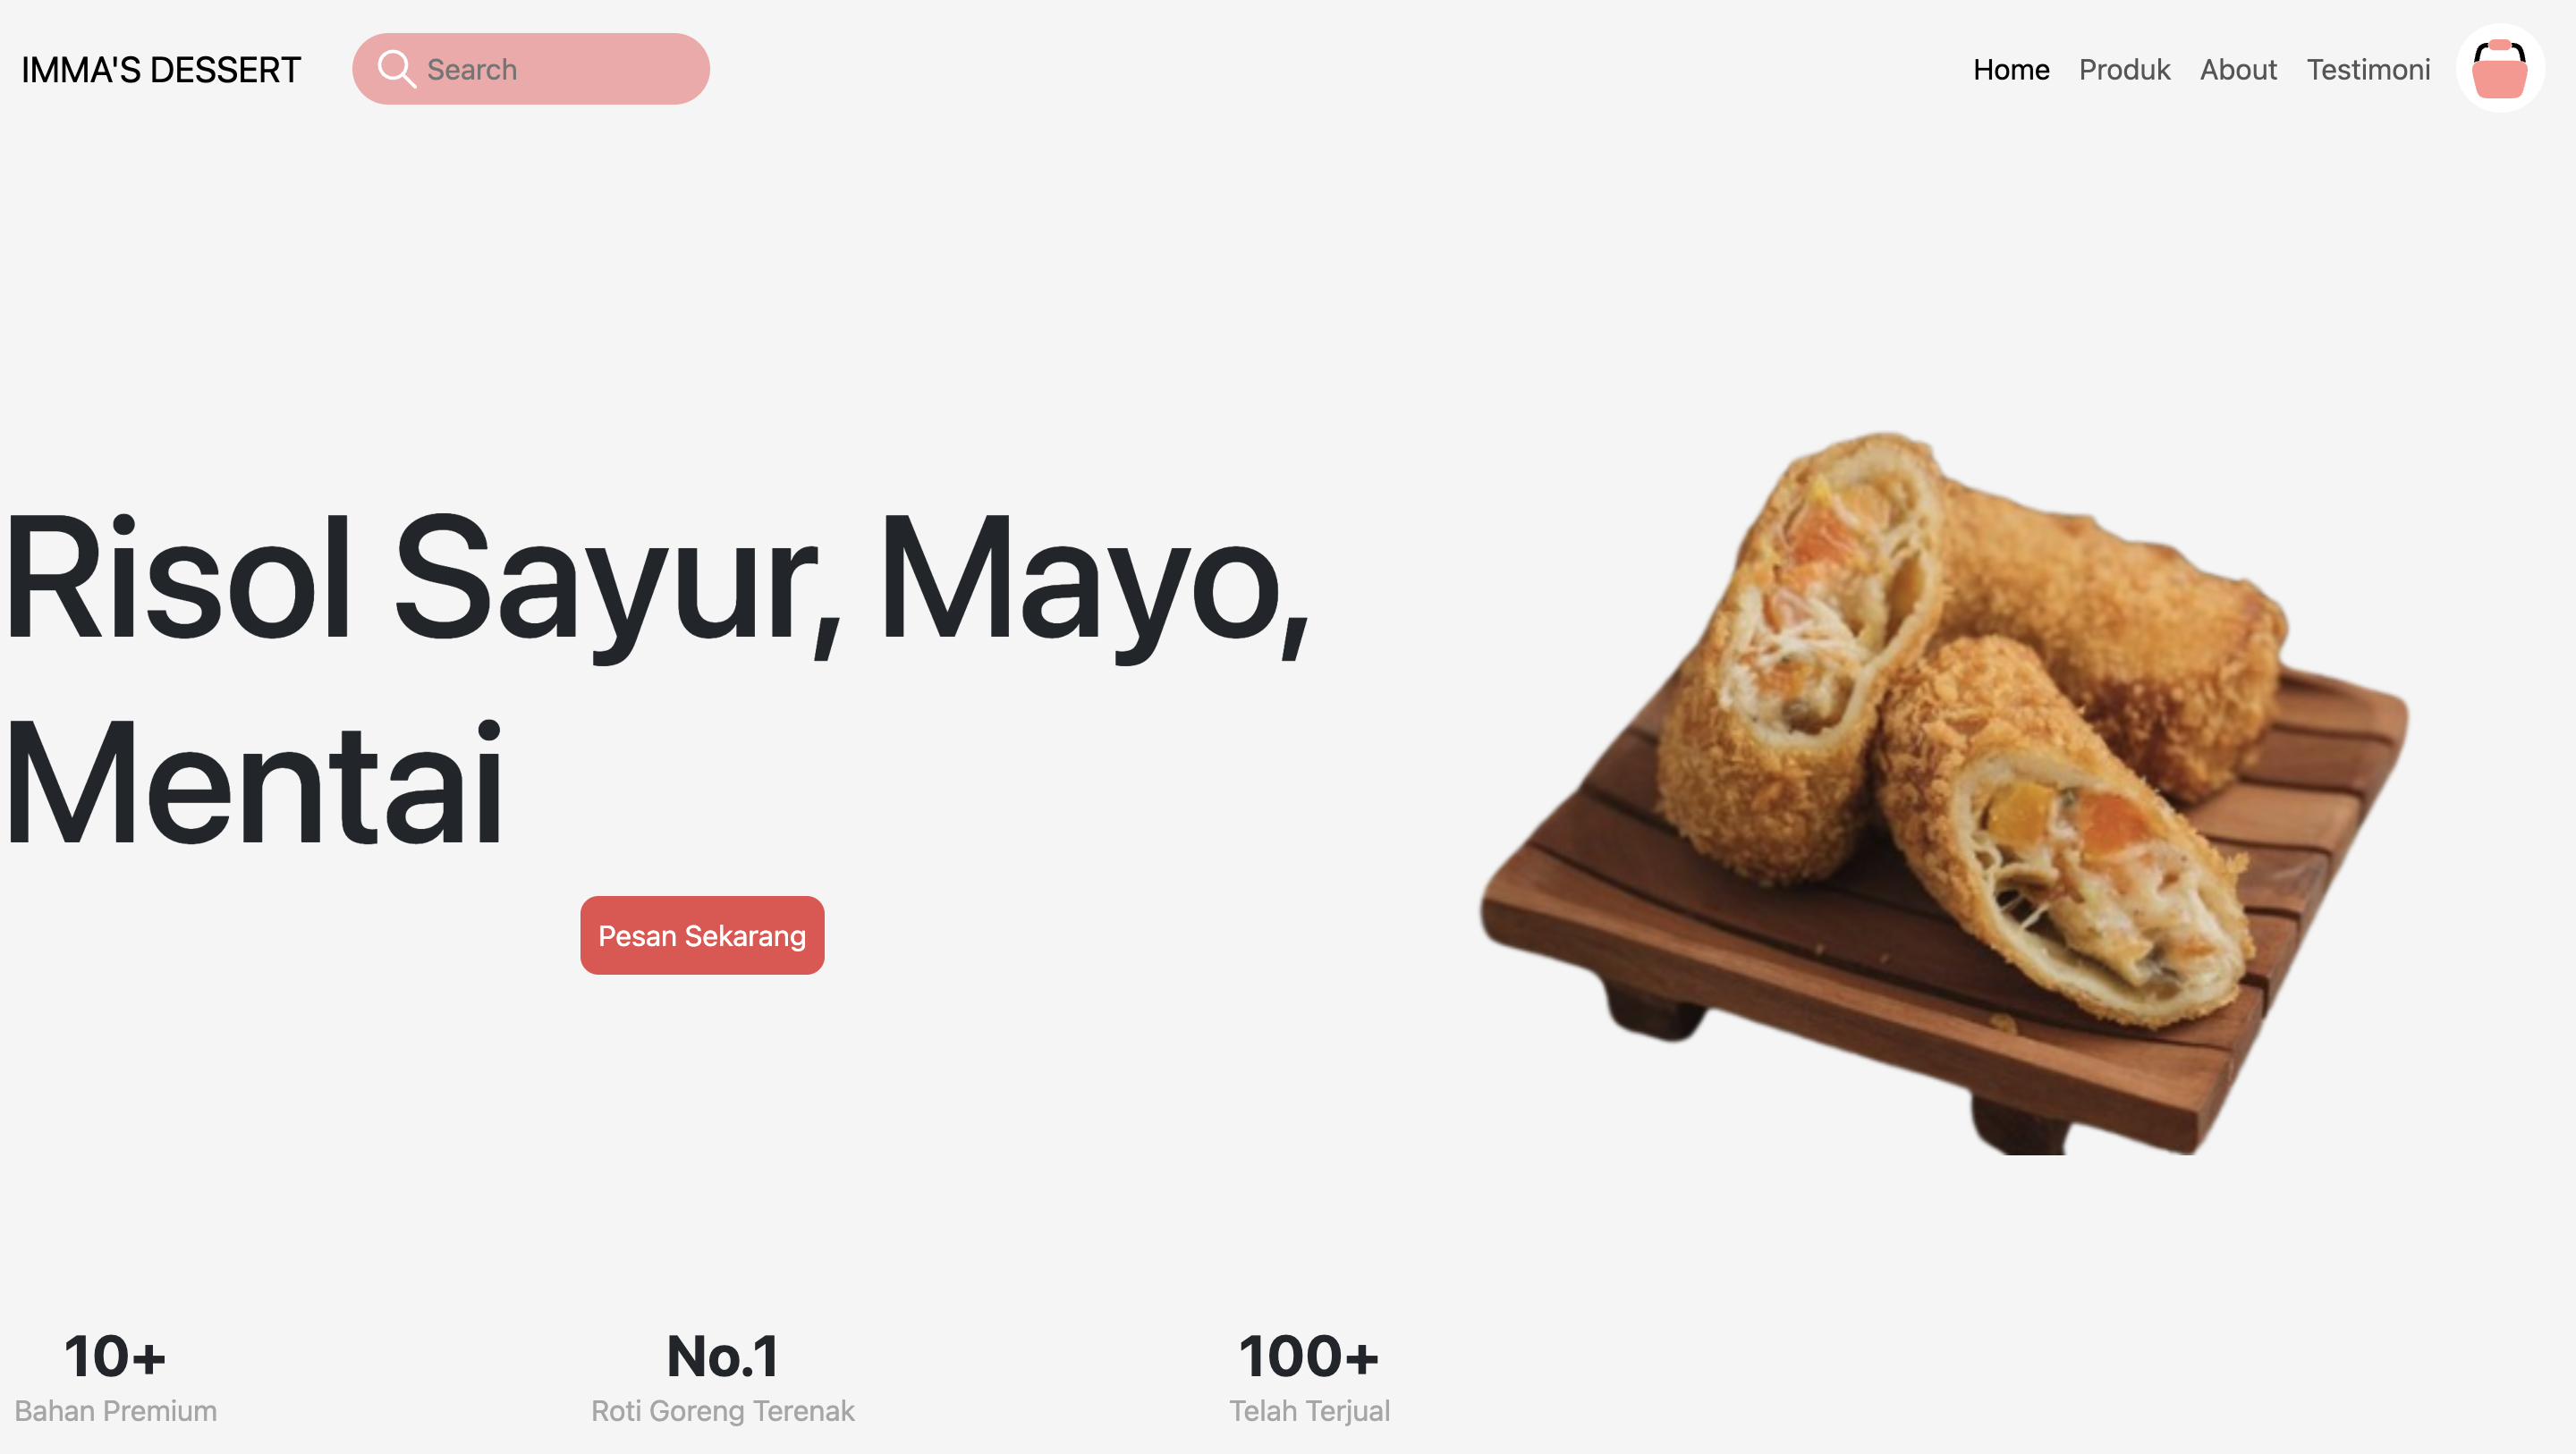 IMMA'S DESSERT
Search
Home
Produk
About
Testimoni
Risol Sayur, Mayo,
Mentai
Pesan Sekarang
10+
Bahan Premium
No.1
Roti Goreng Terenak
100+
Telah Terjual